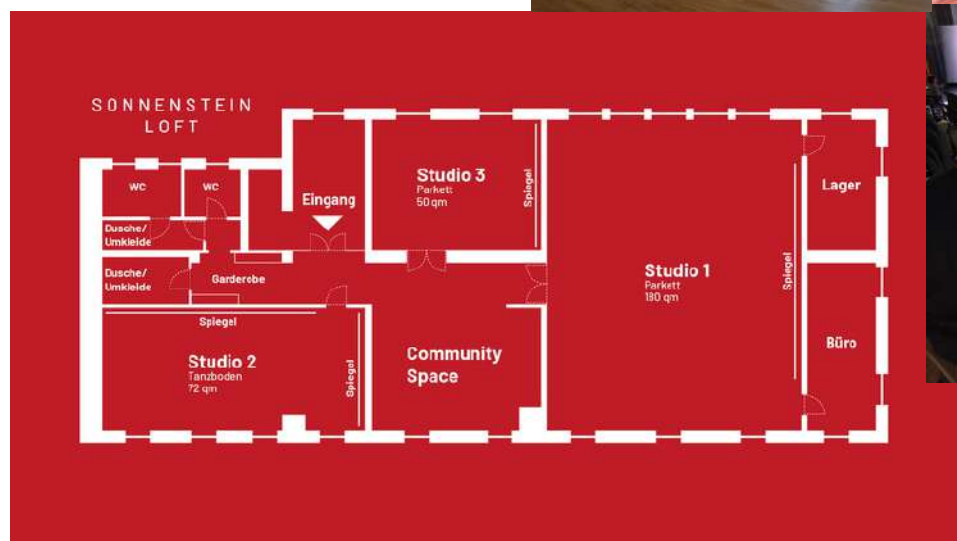 SONNENSTEIN
LOFT
WC
WC
Eingang
Studio 3
Parkett
50 qm
Spiegel
Lager
Dusche/
Umkleide
Dusche/
Umkleide
Garderobe
Studio 1
Parkett
180 qm
Spiegel
Spiegel
Studio 2
Tanzboden
72 qm
Spiegel
Community
Space
Büro